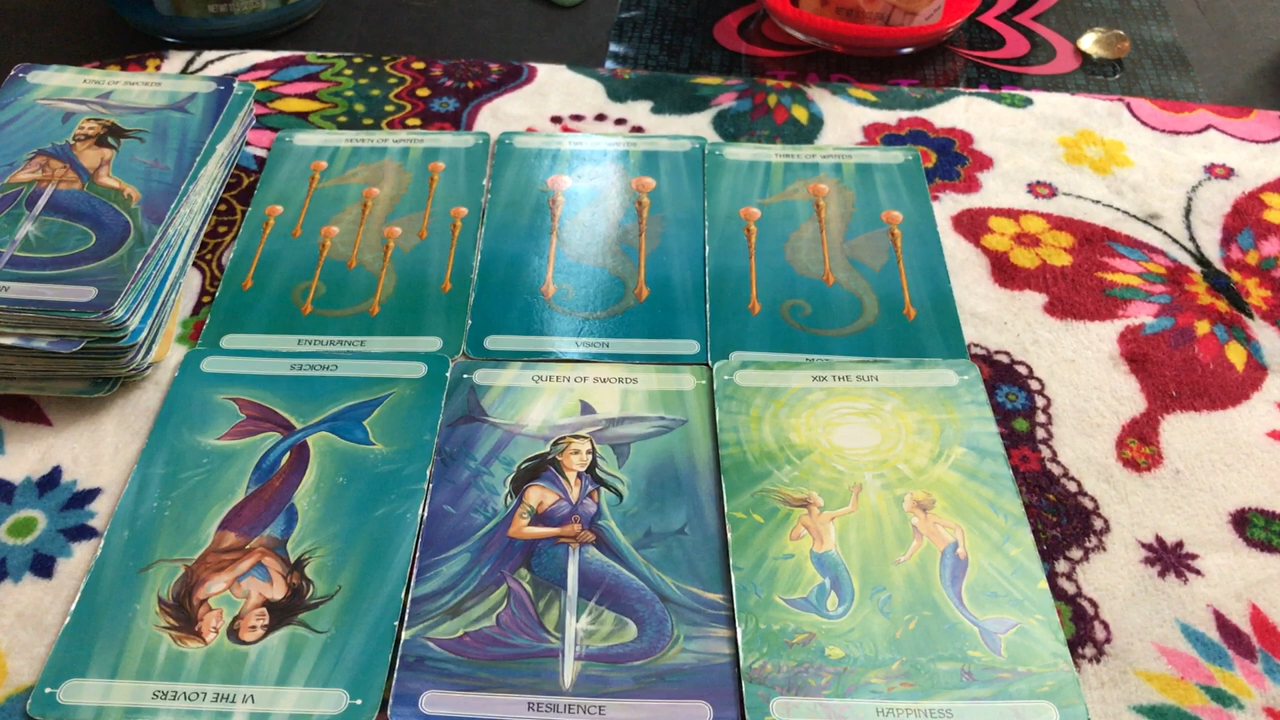 KING OF SWORDS
SEVEN OF WANDS
TWO OF WANDS
THREE OF WANDS
ENDURANCE
VISION
CHOICES
QUEEN OF SWORDS
XIX THE SUN
VI THE LOVERS
RESILIENCE
HAPPINESS